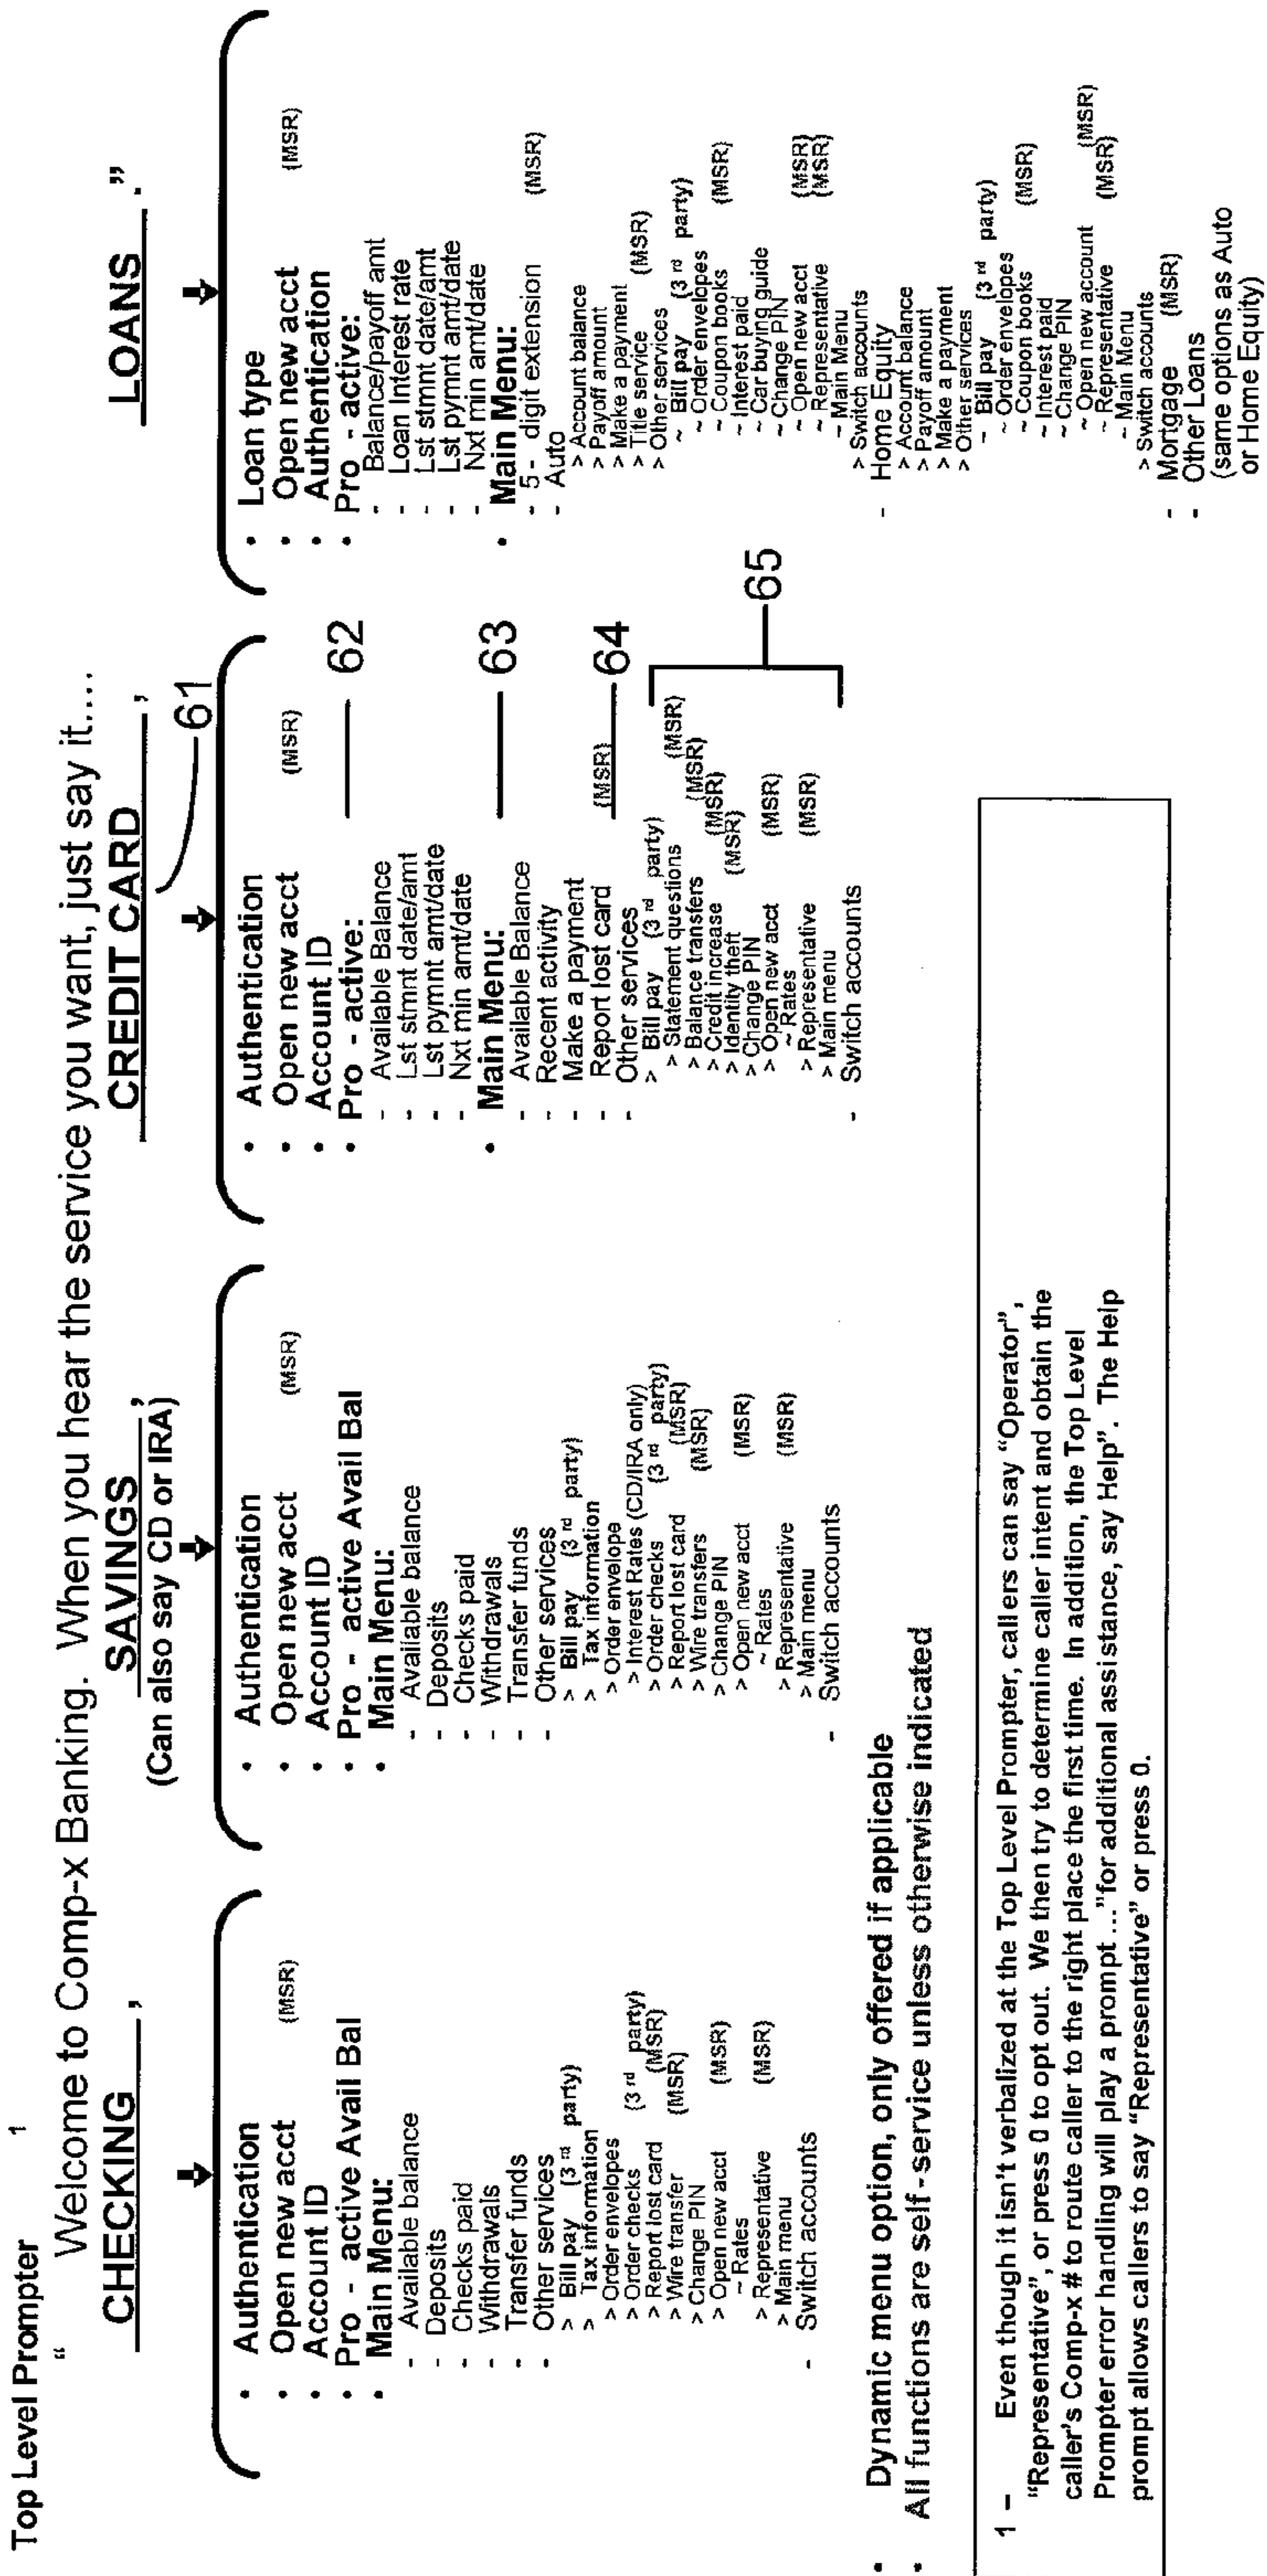 Top Level Prompter 1
“ Welcome to Comp-x Banking. When you hear the service you want, just say it....
CHECKING ,
• Authentication
• Open new acct (MSR)
• Account ID
• Pro - active Avail Bal
• Main Menu:
- Available balance
- Deposits
- Checks paid
- Withdrawals
- Transfer funds
- Other services
> Bill pay (3 rd party)
> Tax information
> Order envelopes
> Order checks (3 rd party)
> Report lost card (MSR)
> Wire transfer (MSR)
> Change PIN
> Open new acct (MSR)
~ Rates
> Representative (MSR)
> Main menu
- Switch accounts
SAVINGS ,
(Can also say CD or IRA)
• Authentication
• Open new acct (MSR)
• Account ID
• Pro - active Avail Bal
• Main Menu:
- Available balance
- Deposits
- Checks paid
- Withdrawals
- Transfer funds
- Other services
> Bill pay (3 rd party)
> Tax information
> Order envelope
> Interest Rates (CD/IRA only)
> Order checks (3 rd party)
> Report lost card (MSR)
> Wire transfers (MSR)
> Change PIN
> Open new acct (MSR)
~ Rates
> Representative (MSR)
> Main menu
- Switch accounts
CREDIT CARD ,
61
• Authentication
• Open new acct (MSR)
• Account ID
• Pro - active: 62
- Available Balance
- Lst stmnt date/amt
- Lst pymnt amt/date
- Nxt min amt/date
• Main Menu: 63
- Available Balance
- Recent activity
- Make a payment
- Report lost card (MSR) 64
- Other services
> Bill pay (3 rd party)
> Statement questions (MSR)
> Balance transfers (MSR)
> Credit increase (MSR)
> Identity theft (MSR)
> Change PIN
> Open new acct (MSR)
~ Rates
> Representative (MSR)
> Main menu
65
- Switch accounts
LOANS .”
• Loan type
• Open new acct (MSR)
• Authentication
• Pro - active:
- Balance/payoff amt
- Loan Interest rate
- Lst stmnt date/amt
- Lst pymnt amt/date
- Nxt min amt/date
• Main Menu:
- 5 - digit extension (MSR)
- Auto
> Account balance
> Payoff amount
> Make a payment
> Title service (MSR)
> Other services
~ Bill pay (3 rd party)
~ Order envelopes
~ Coupon books (MSR)
~ Interest paid
~ Car buying guide
~ Change PIN
~ Open new acct (MSR)
~ Representative (MSR)
~ Main Menu
> Switch accounts
- Home Equity
> Account balance
> Payoff amount
> Make a payment
> Other services
~ Bill pay (3 rd party)
~ Order envelopes
~ Coupon books (MSR)
~ Interest paid
~ Change PIN
~ Open new account (MSR)
~ Representative (MSR)
~ Main Menu
> Switch accounts
- Mortgage (MSR)
- Other Loans
(same options as Auto
or Home Equity)
• Dynamic menu option, only offered if applicable
• All functions are self-service unless otherwise indicated
1 – Even though it isn't verbalized at the Top Level Prompter, callers can say “Operator”,
“Representative”, or press 0 to opt out. We then try to determine caller intent and obtain the
caller's Comp-x # to route caller to the right place the first time. In addition, the Top Level
Prompter error handling will play a prompt ...”for additional assistance, say Help”. The Help
prompt allows callers to say “Representative” or press 0.